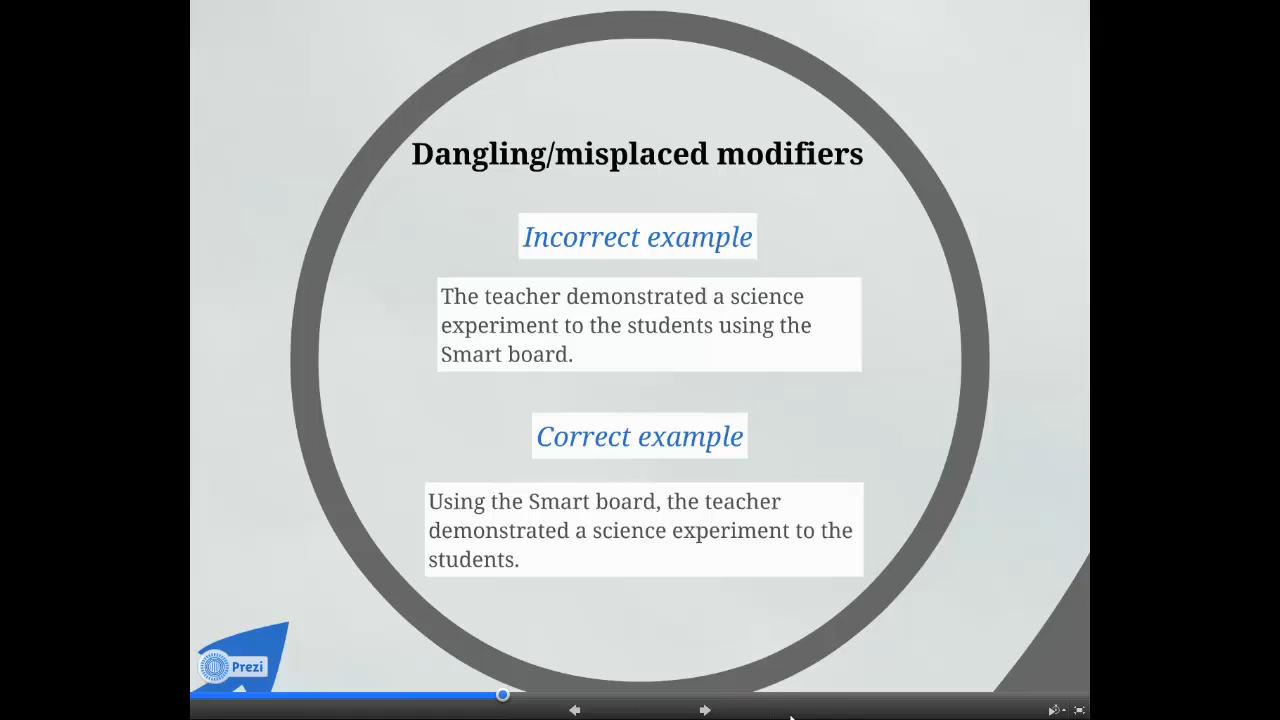 Dangling/misplaced modifiers
Incorrect example
The teacher demonstrated a science
experiment to the students using the
Smart board.
Correct example
Using the Smart board, the teacher
demonstrated a science experiment to the
students.
Prezi